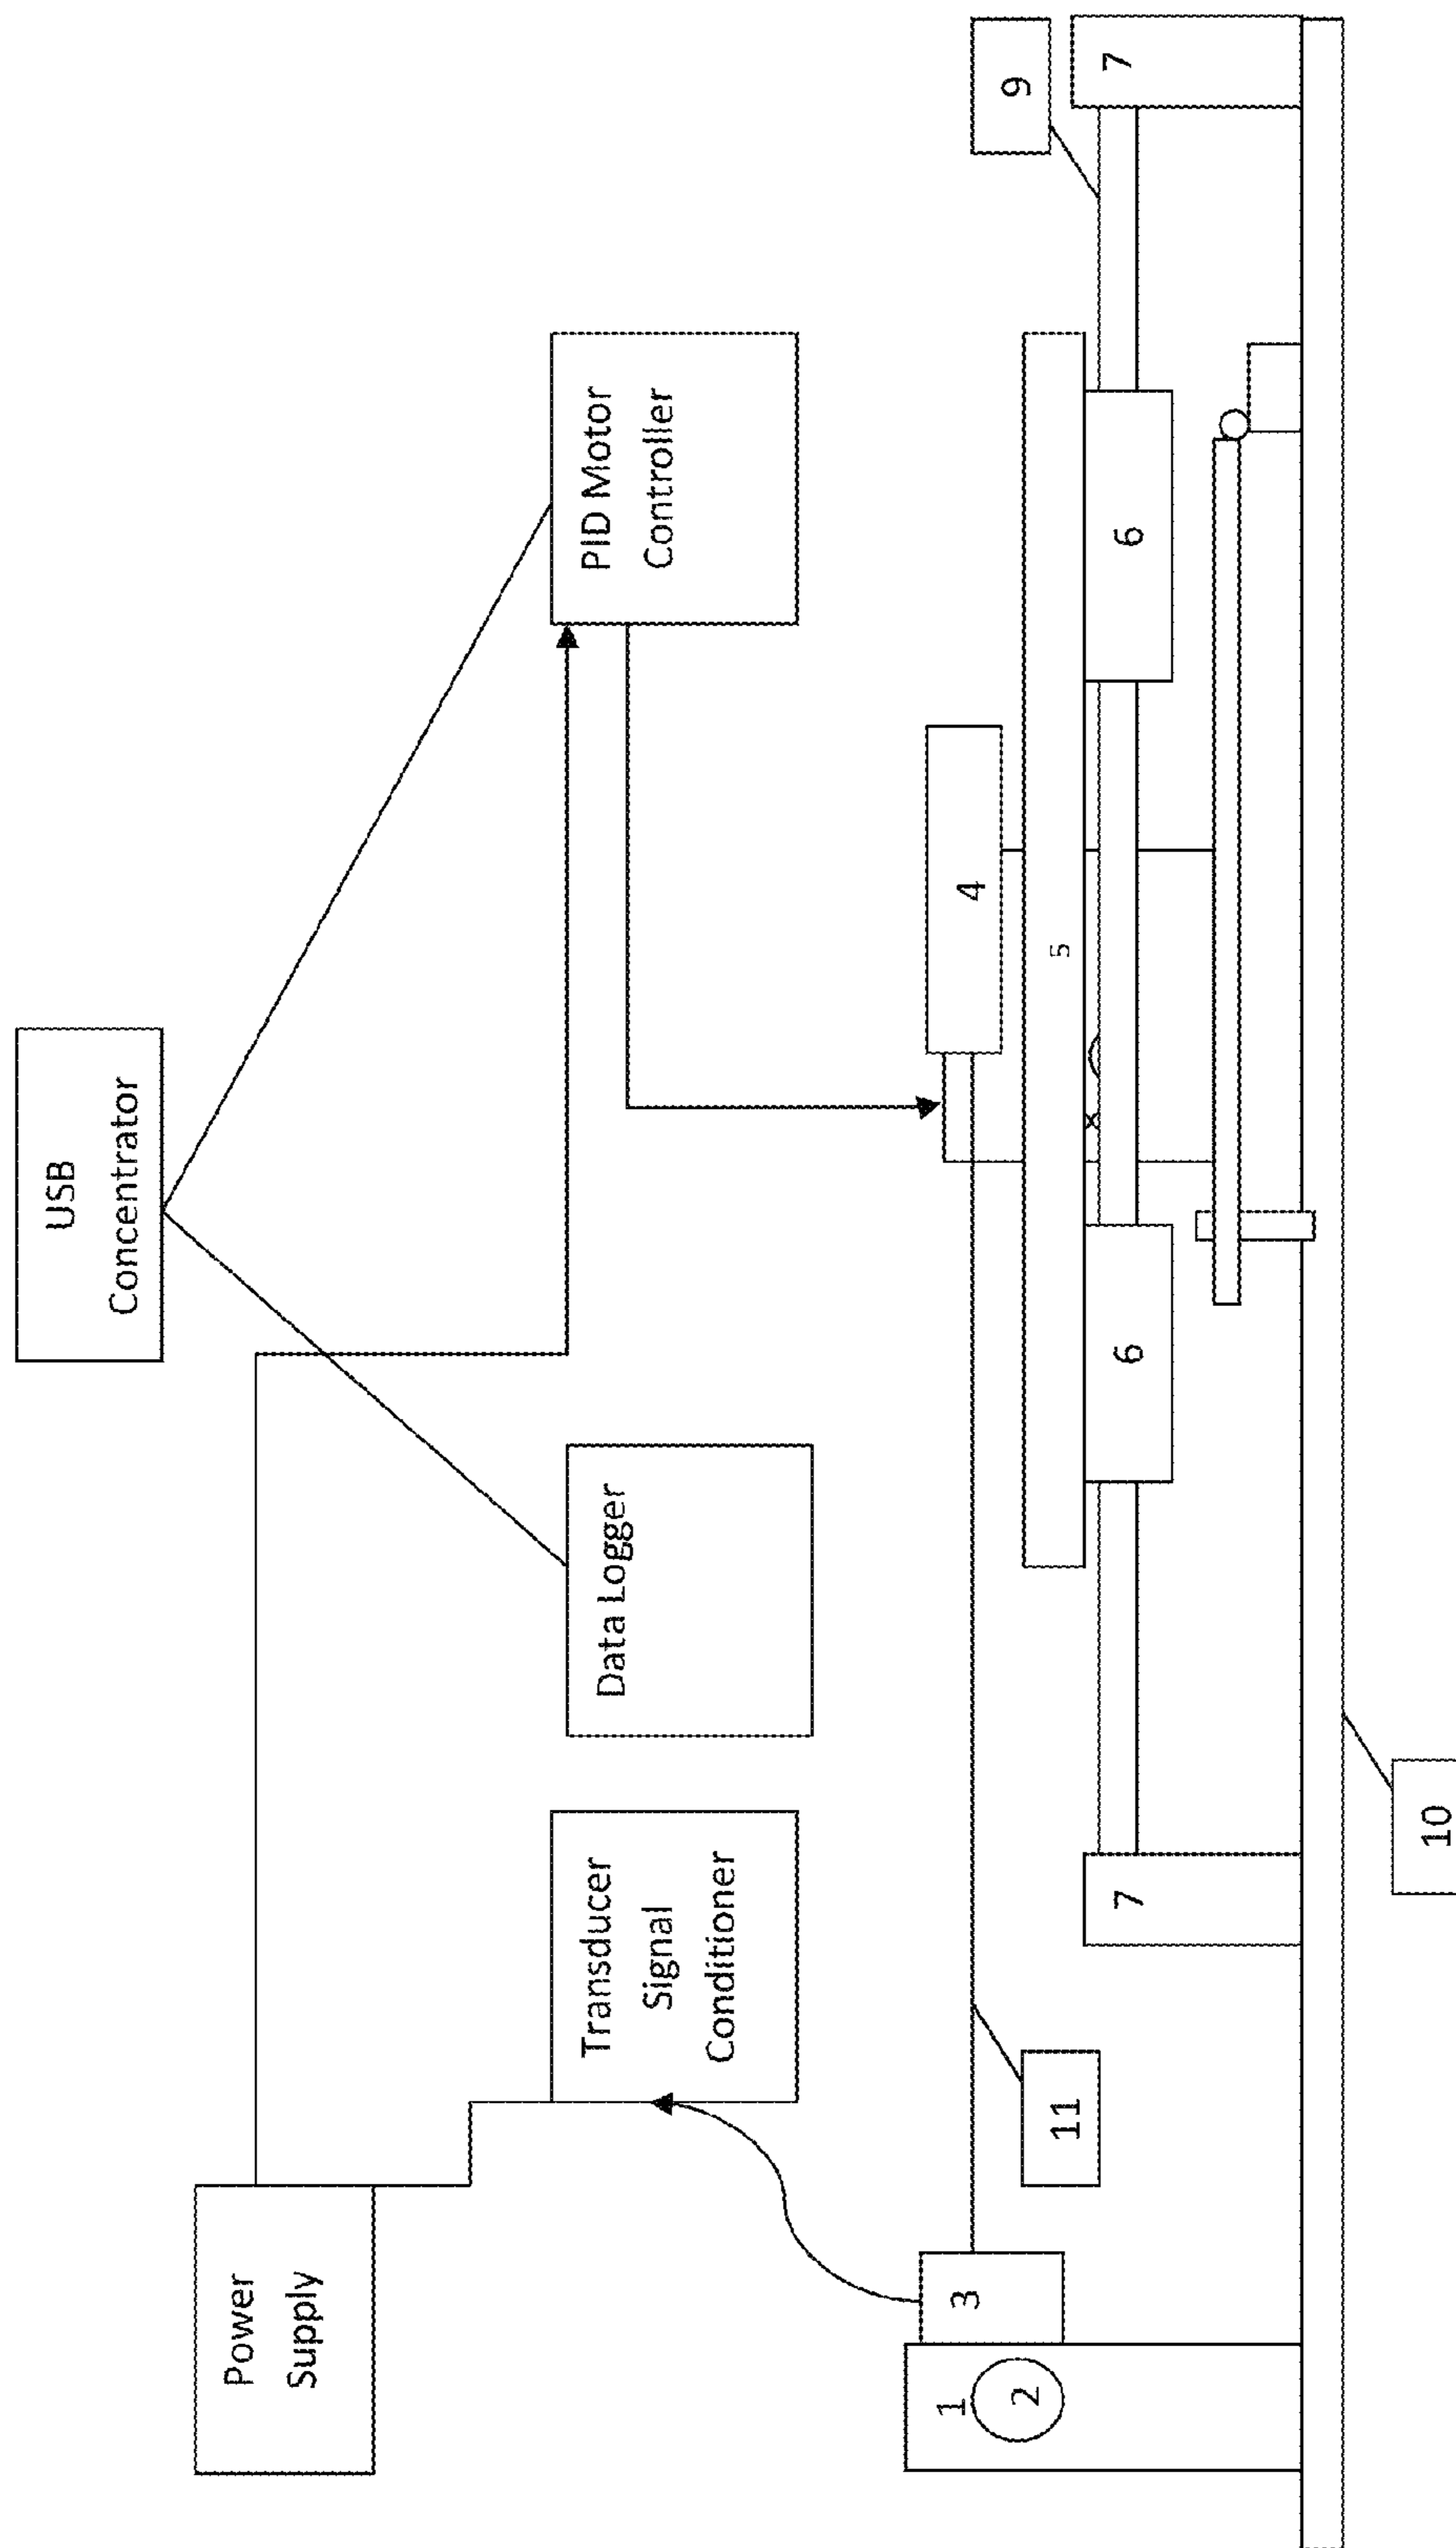 USB
Concentrator
Power
Supply
Transducer
Signal
Conditioner
Data Logger
PID Motor
Controller
1
2
3
11
4
5
9
7
6
6
7
10